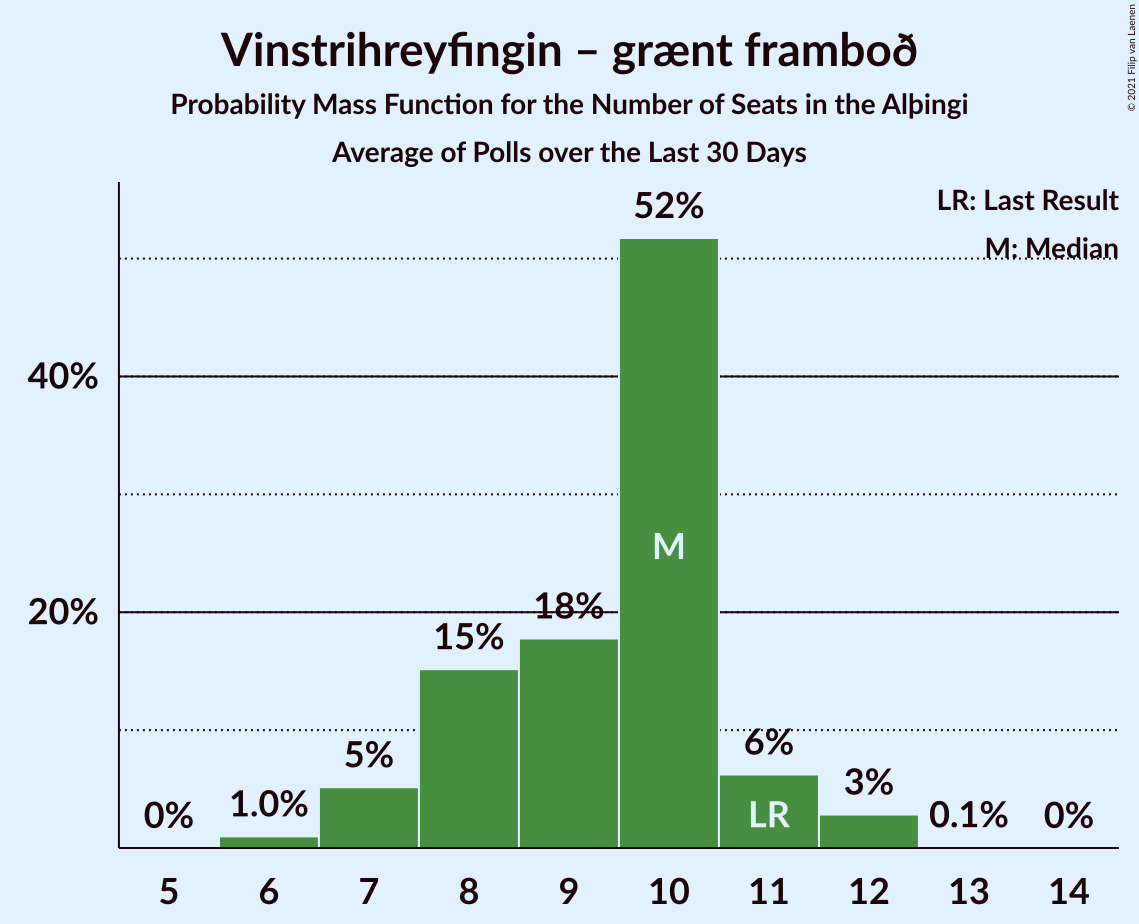 Vinstrihreyfingin – grænt framboð
Probability Mass Function for the Number of Seats in the Alþingi
Average of Polls over the Last 30 Days
© 2021 Filip van Laenen
LR: Last Result
M: Median
52%
40%
M
20%
18%
15%
6%
5%
3%
1.0%
0%
LR
0.1%
0%
5 6 7 8 9 10 11 12 13 14